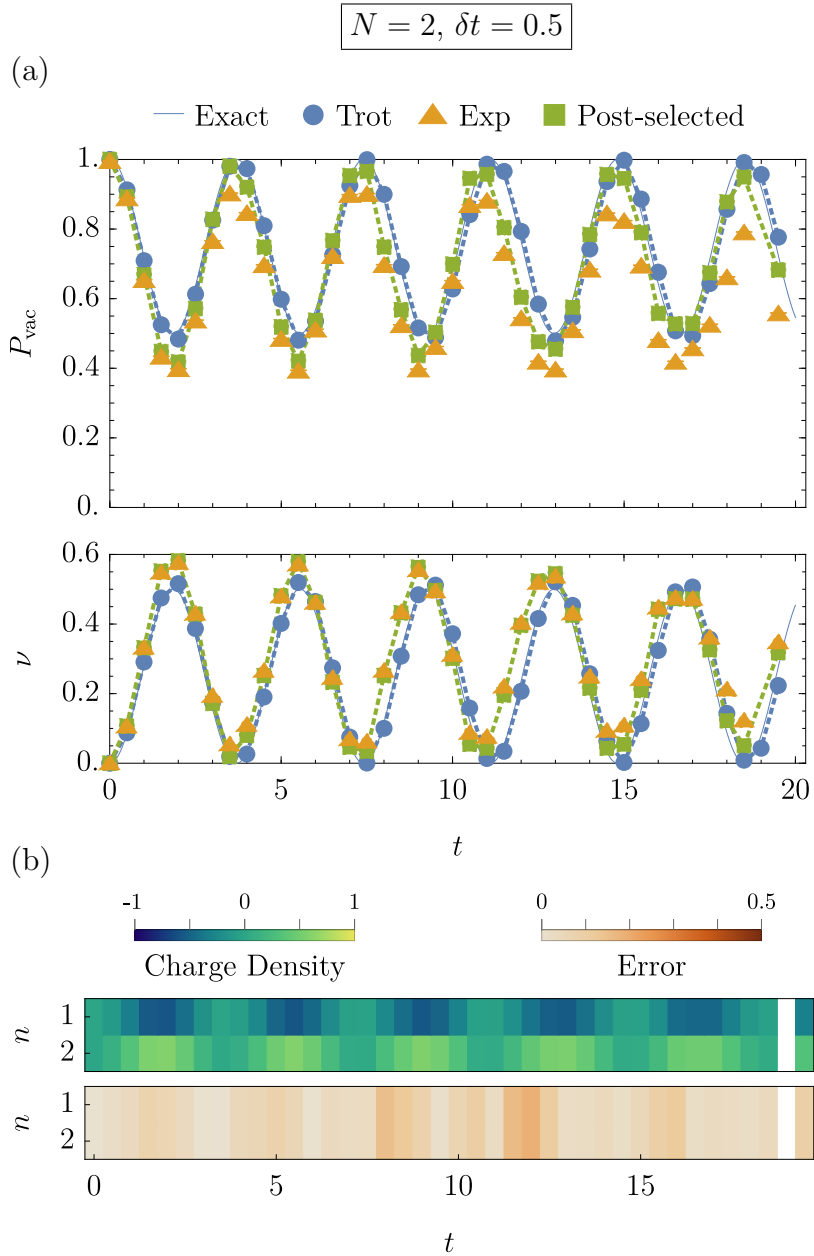 N = 2, δt = 0.5
(a)
Exact Trot Exp Post-selected
1.
0.8
0.6
0.4
0.2
0.
P_vac
0.6
0.4
0.2
0.
ν
0 5 10 15 20
t
(b)
-1 0 1
Charge Density
0 0.5
Error
n
1
2
n
1
2
0 5 10 15
t